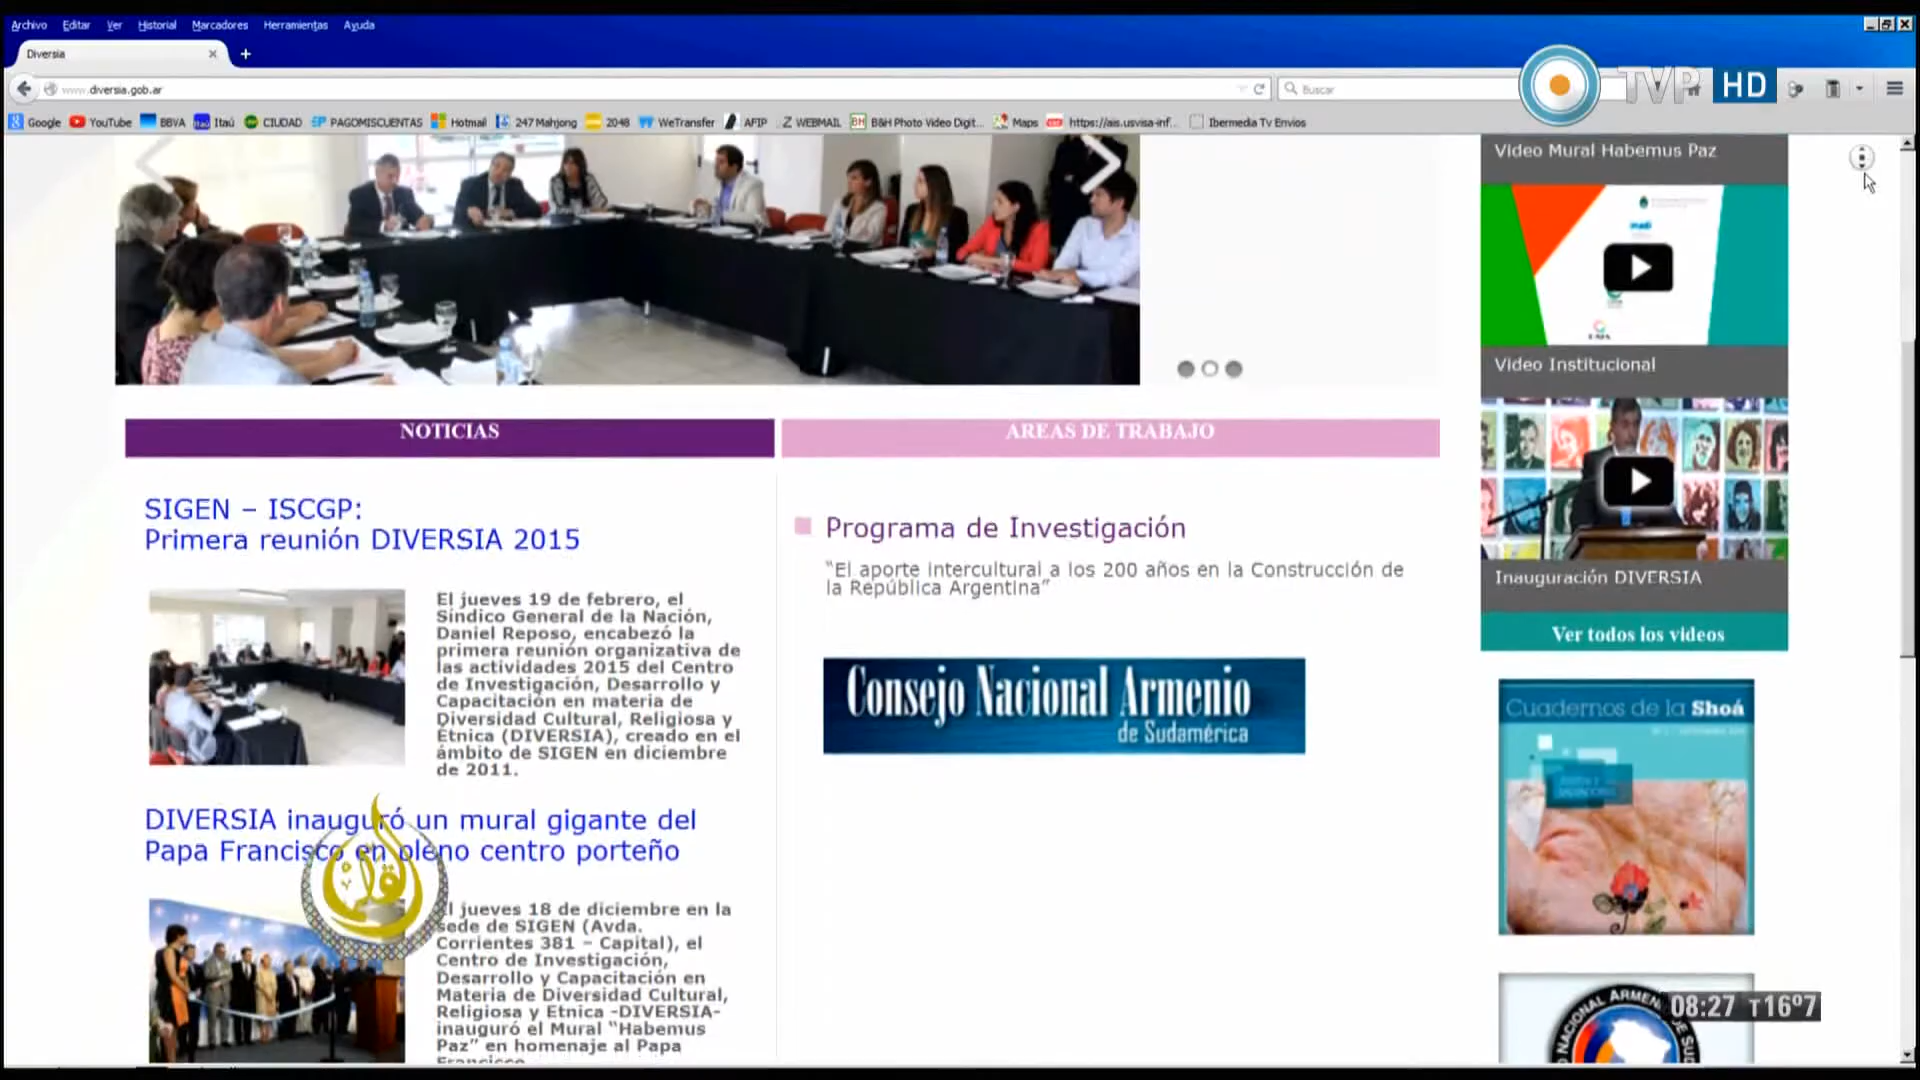 Archivo Editar Ver Historial Marcadores Herramientas Ayuda
Diversia
www.diversia.gob.ar
Buscar
TVP HD
Google YouTube BBVA Itaú CIUDAD PAGOMISCUENTAS Hotmail 247 Mahjong 2048 WeTransfer AFIP WEBMAIL B&H Photo Video Digit... Maps https://ais.usvisa-inf... Ibermedia Tv Envios
Video Mural Habemus Paz
Video Institucional
Inauguración DIVERSIA
Ver todos los videos
NOTICIAS
AREAS DE TRABAJO
SIGEN – ISCGP:
Primera reunión DIVERSIA 2015
El jueves 19 de febrero, el
Síndico General de la Nación,
Daniel Reposo, encabezó la
primera reunión organizativa de
las actividades 2015 del Centro
de Investigación, Desarrollo y
Capacitación en materia de
Diversidad Cultural, Religiosa y
Étnica (DIVERSIA), creado en el
ámbito de SIGEN en diciembre
de 2011.
Programa de Investigación
“El aporte intercultural a los 200 años en la Construcción de
la República Argentina”
Consejo Nacional Armenio
de Sudamérica
Cuadernos de la Shoá
DIVERSIA inauguró un mural gigante del
Papa Francisco en pleno centro porteño
El jueves 18 de diciembre en la
sede de SIGEN (Avda.
Corrientes 381 – Capital), el
Centro de Investigación,
Desarrollo y Capacitación en
Materia de Diversidad Cultural,
Religiosa y Etnica -DIVERSIA-
inauguró el Mural “Habemus
Paz” en homenaje al Papa
Francisco
08:27 T16º7